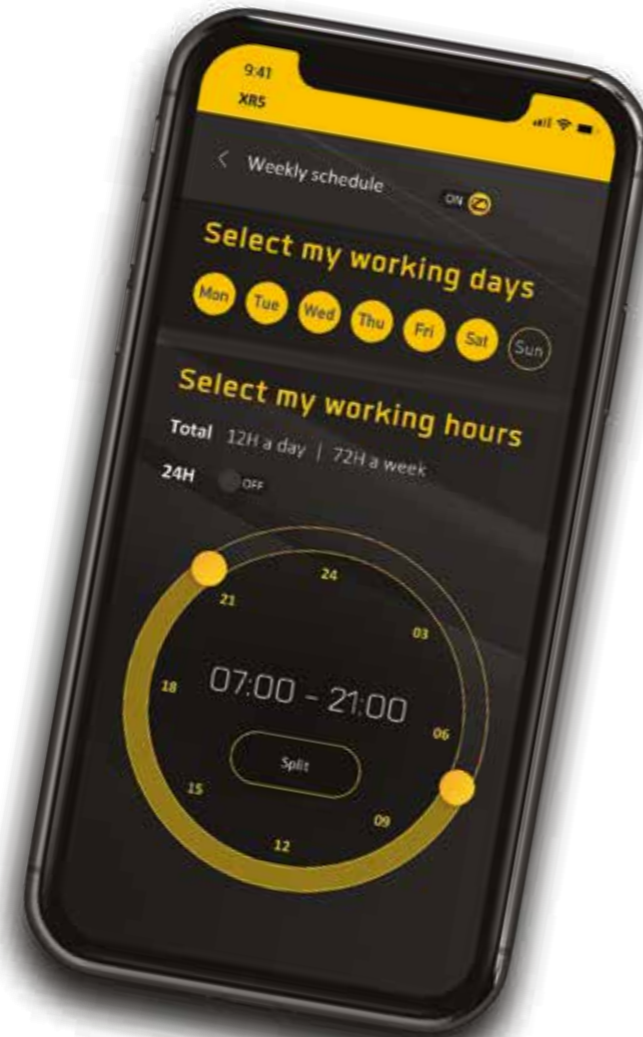 9:41
XR5
Weekly schedule
ON
Select my working days
Mon Tue Wed Thu Fri Sat Sun
Select my working hours
Total 12H a day | 72H a week
24H OFF
24
21
03
07:00 - 21:00
18
06
Split
15
09
12